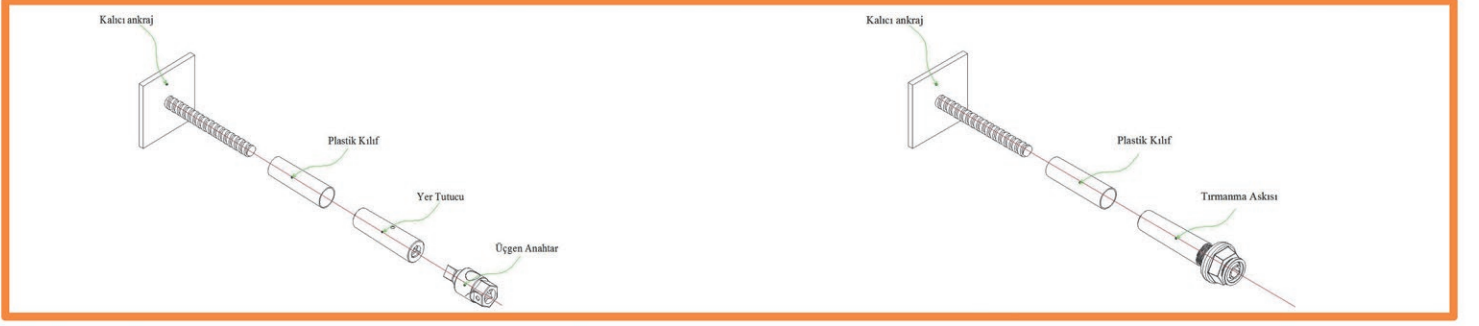 Kalıcı ankraj
Plastik Kılıf
Yer Tutucu
Üçgen Anahtar
Kalıcı ankraj
Plastik Kılıf
Tırmanma Askısı